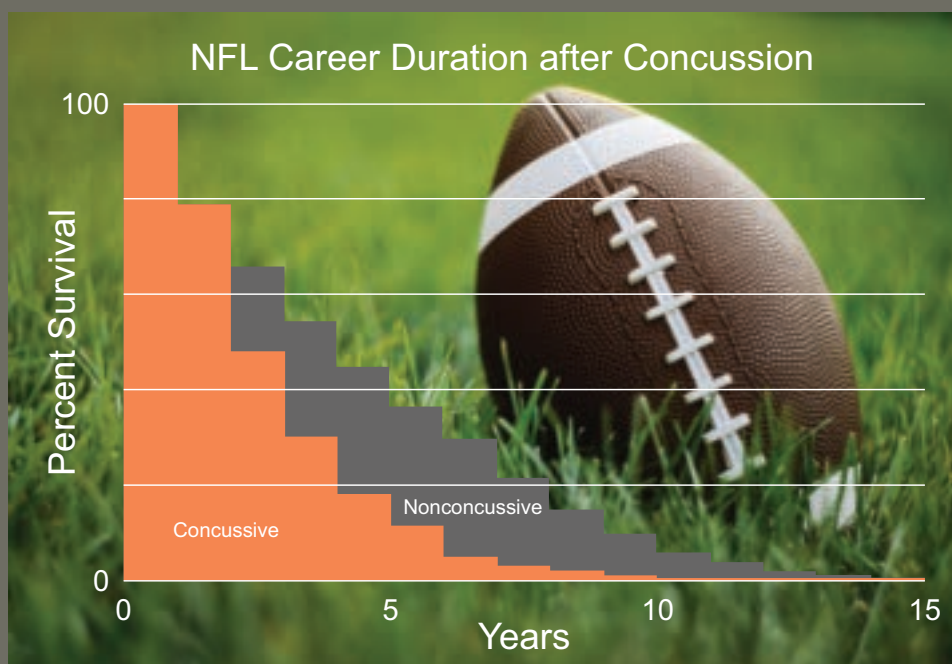 NFL Career Duration after Concussion
100
Percent Survival
Nonconcussive
Concussive
0
0 5 10 15
Years